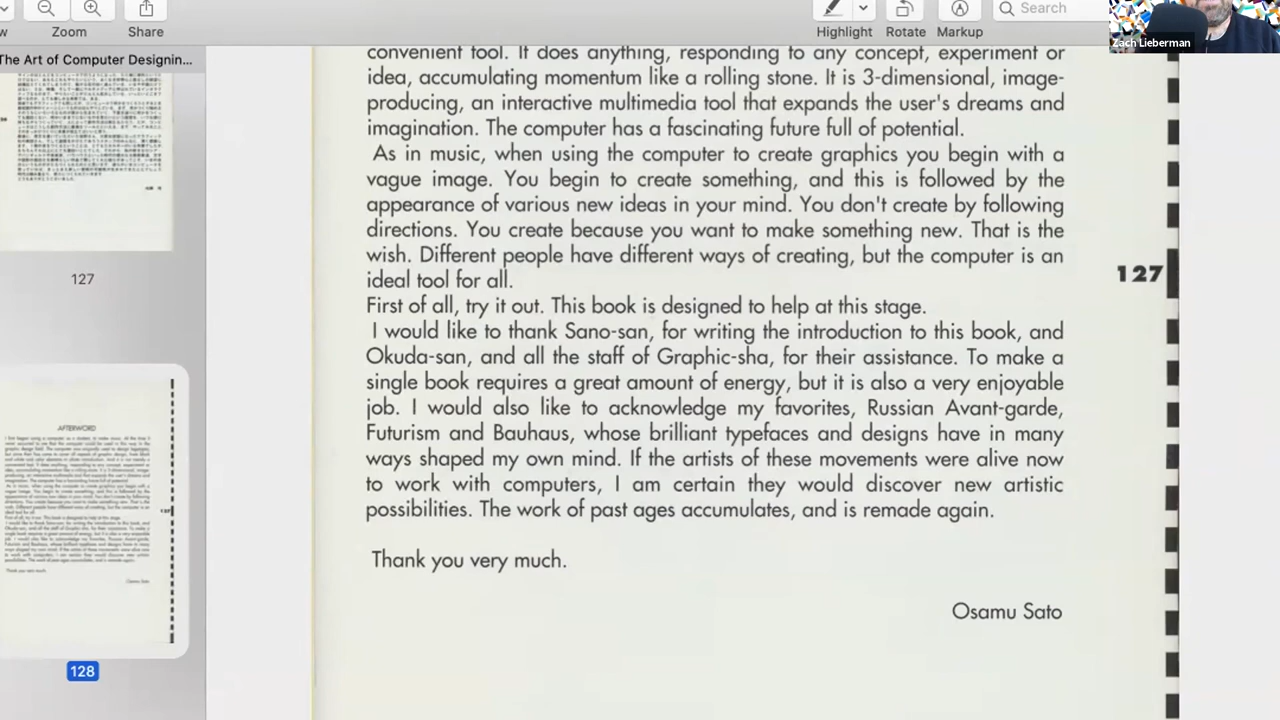 w
Zoom
Share
Highlight
Rotate
Markup
Search
Zach Lieberman
The Art of Computer Designin...
127
AFTERWORD
Thank you very much.
Osamu Sato
128
convenient tool. It does anything, responding to any concept, experiment or
idea, accumulating momentum like a rolling stone. It is 3-dimensional, image-
producing, an interactive multimedia tool that expands the user's dreams and
imagination. The computer has a fascinating future full of potential.
As in music, when using the computer to create graphics you begin with a
vague image. You begin to create something, and this is followed by the
appearance of various new ideas in your mind. You don't create by following
directions. You create because you want to make something new. That is the
wish. Different people have different ways of creating, but the computer is an
ideal tool for all.
First of all, try it out. This book is designed to help at this stage.
I would like to thank Sano-san, for writing the introduction to this book, and
Okuda-san, and all the staff of Graphic-sha, for their assistance. To make a
single book requires a great amount of energy, but it is also a very enjoyable
job. I would also like to acknowledge my favorites, Russian Avant-garde,
Futurism and Bauhaus, whose brilliant typefaces and designs have in many
ways shaped my own mind. If the artists of these movements were alive now
to work with computers, I am certain they would discover new artistic
possibilities. The work of past ages accumulates, and is remade again.
Thank you very much.
Osamu Sato
127